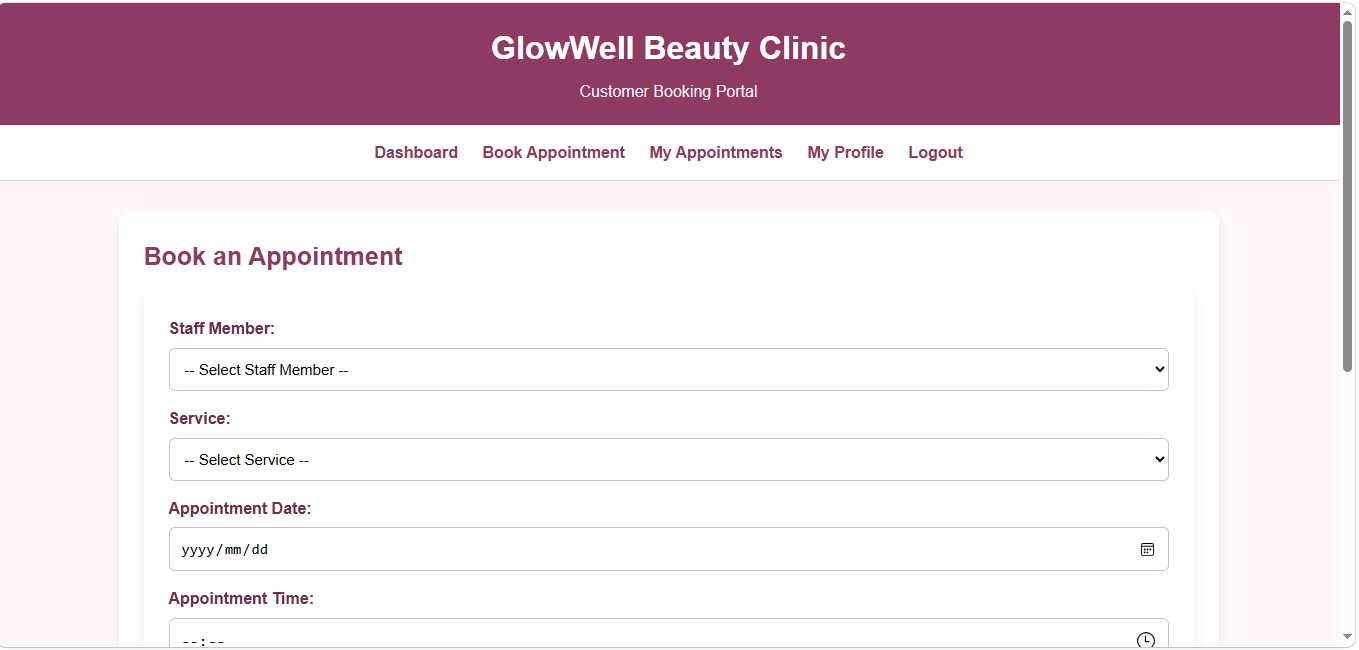 GlowWell Beauty Clinic
Customer Booking Portal
Dashboard Book Appointment My Appointments My Profile Logout
Book an Appointment
Staff Member:
-- Select Staff Member --
Service:
-- Select Service --
Appointment Date:
yyyy/mm/dd
Appointment Time:
--:--